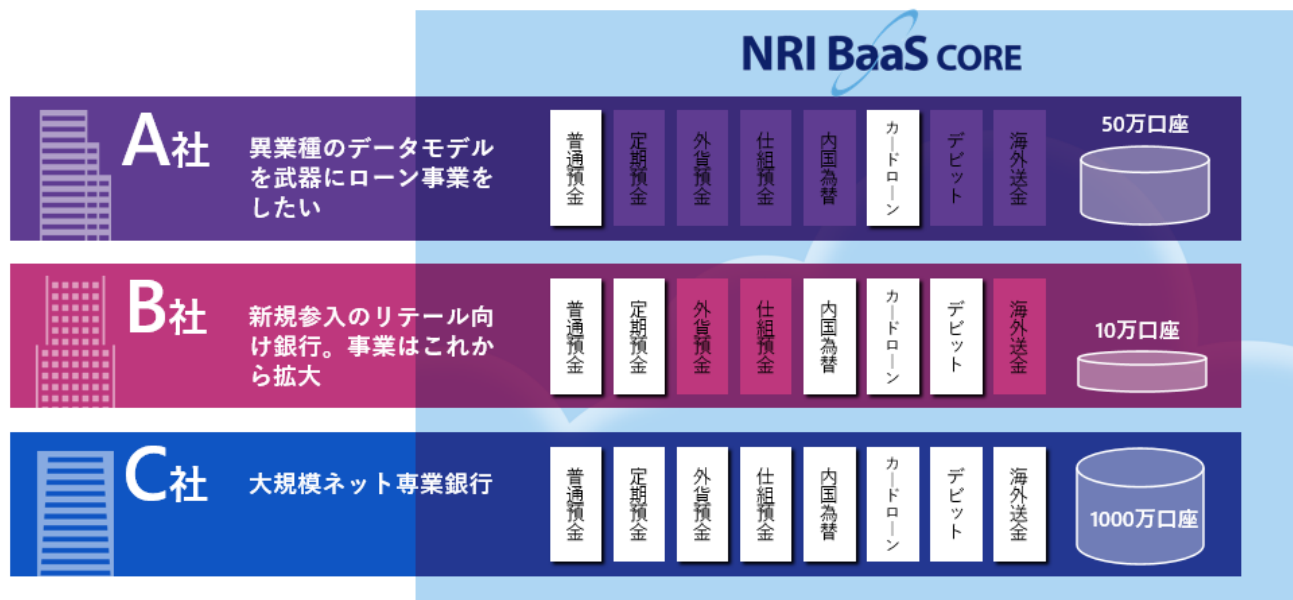 NRI BaaS CORE
A社
異業種のデータモデル
を武器にローン事業を
したい
普通預金
定期預金
外貨預金
仕組預金
内国為替
カードローン
デビット
海外送金
50万口座
B社
新規参入のリテール向
け銀行。事業はこれか
ら拡大
普通預金
定期預金
外貨預金
仕組預金
内国為替
カードローン
デビット
海外送金
10万口座
C社
大規模ネット専業銀行
普通預金
定期預金
外貨預金
仕組預金
内国為替
カードローン
デビット
海外送金
1000万口座